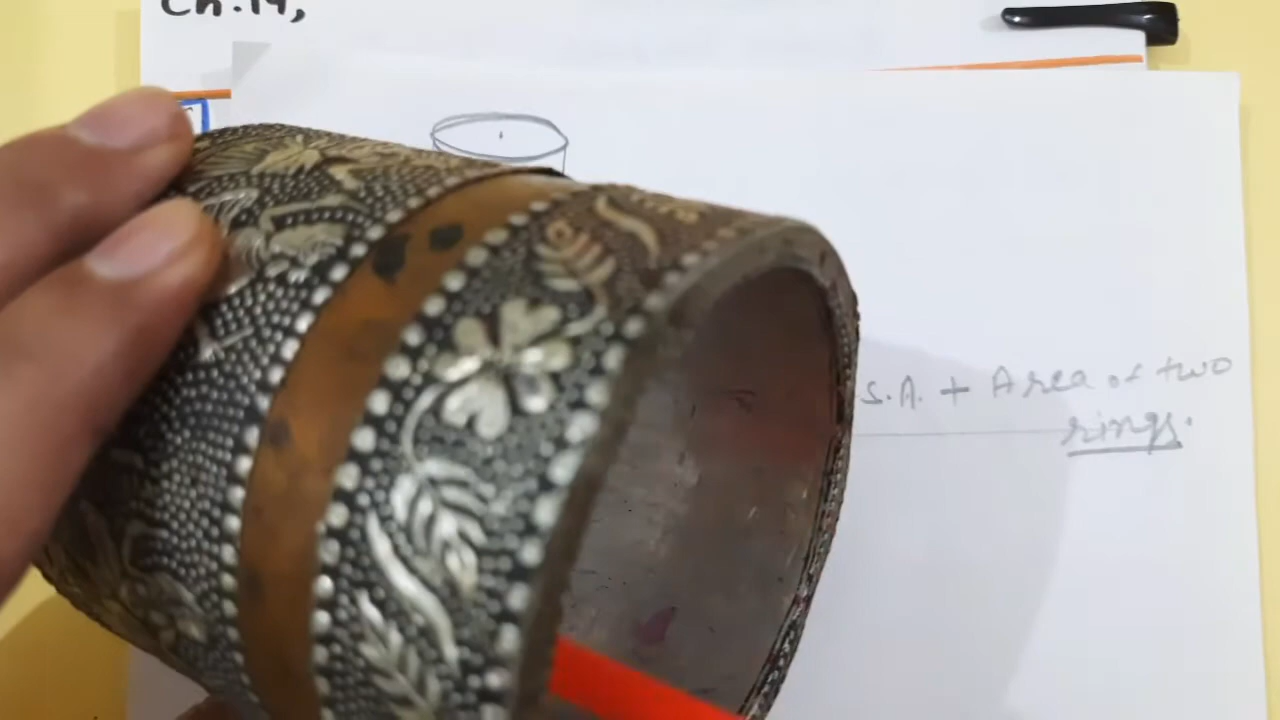 Ch.14,
S.A. + Area of two
rings.